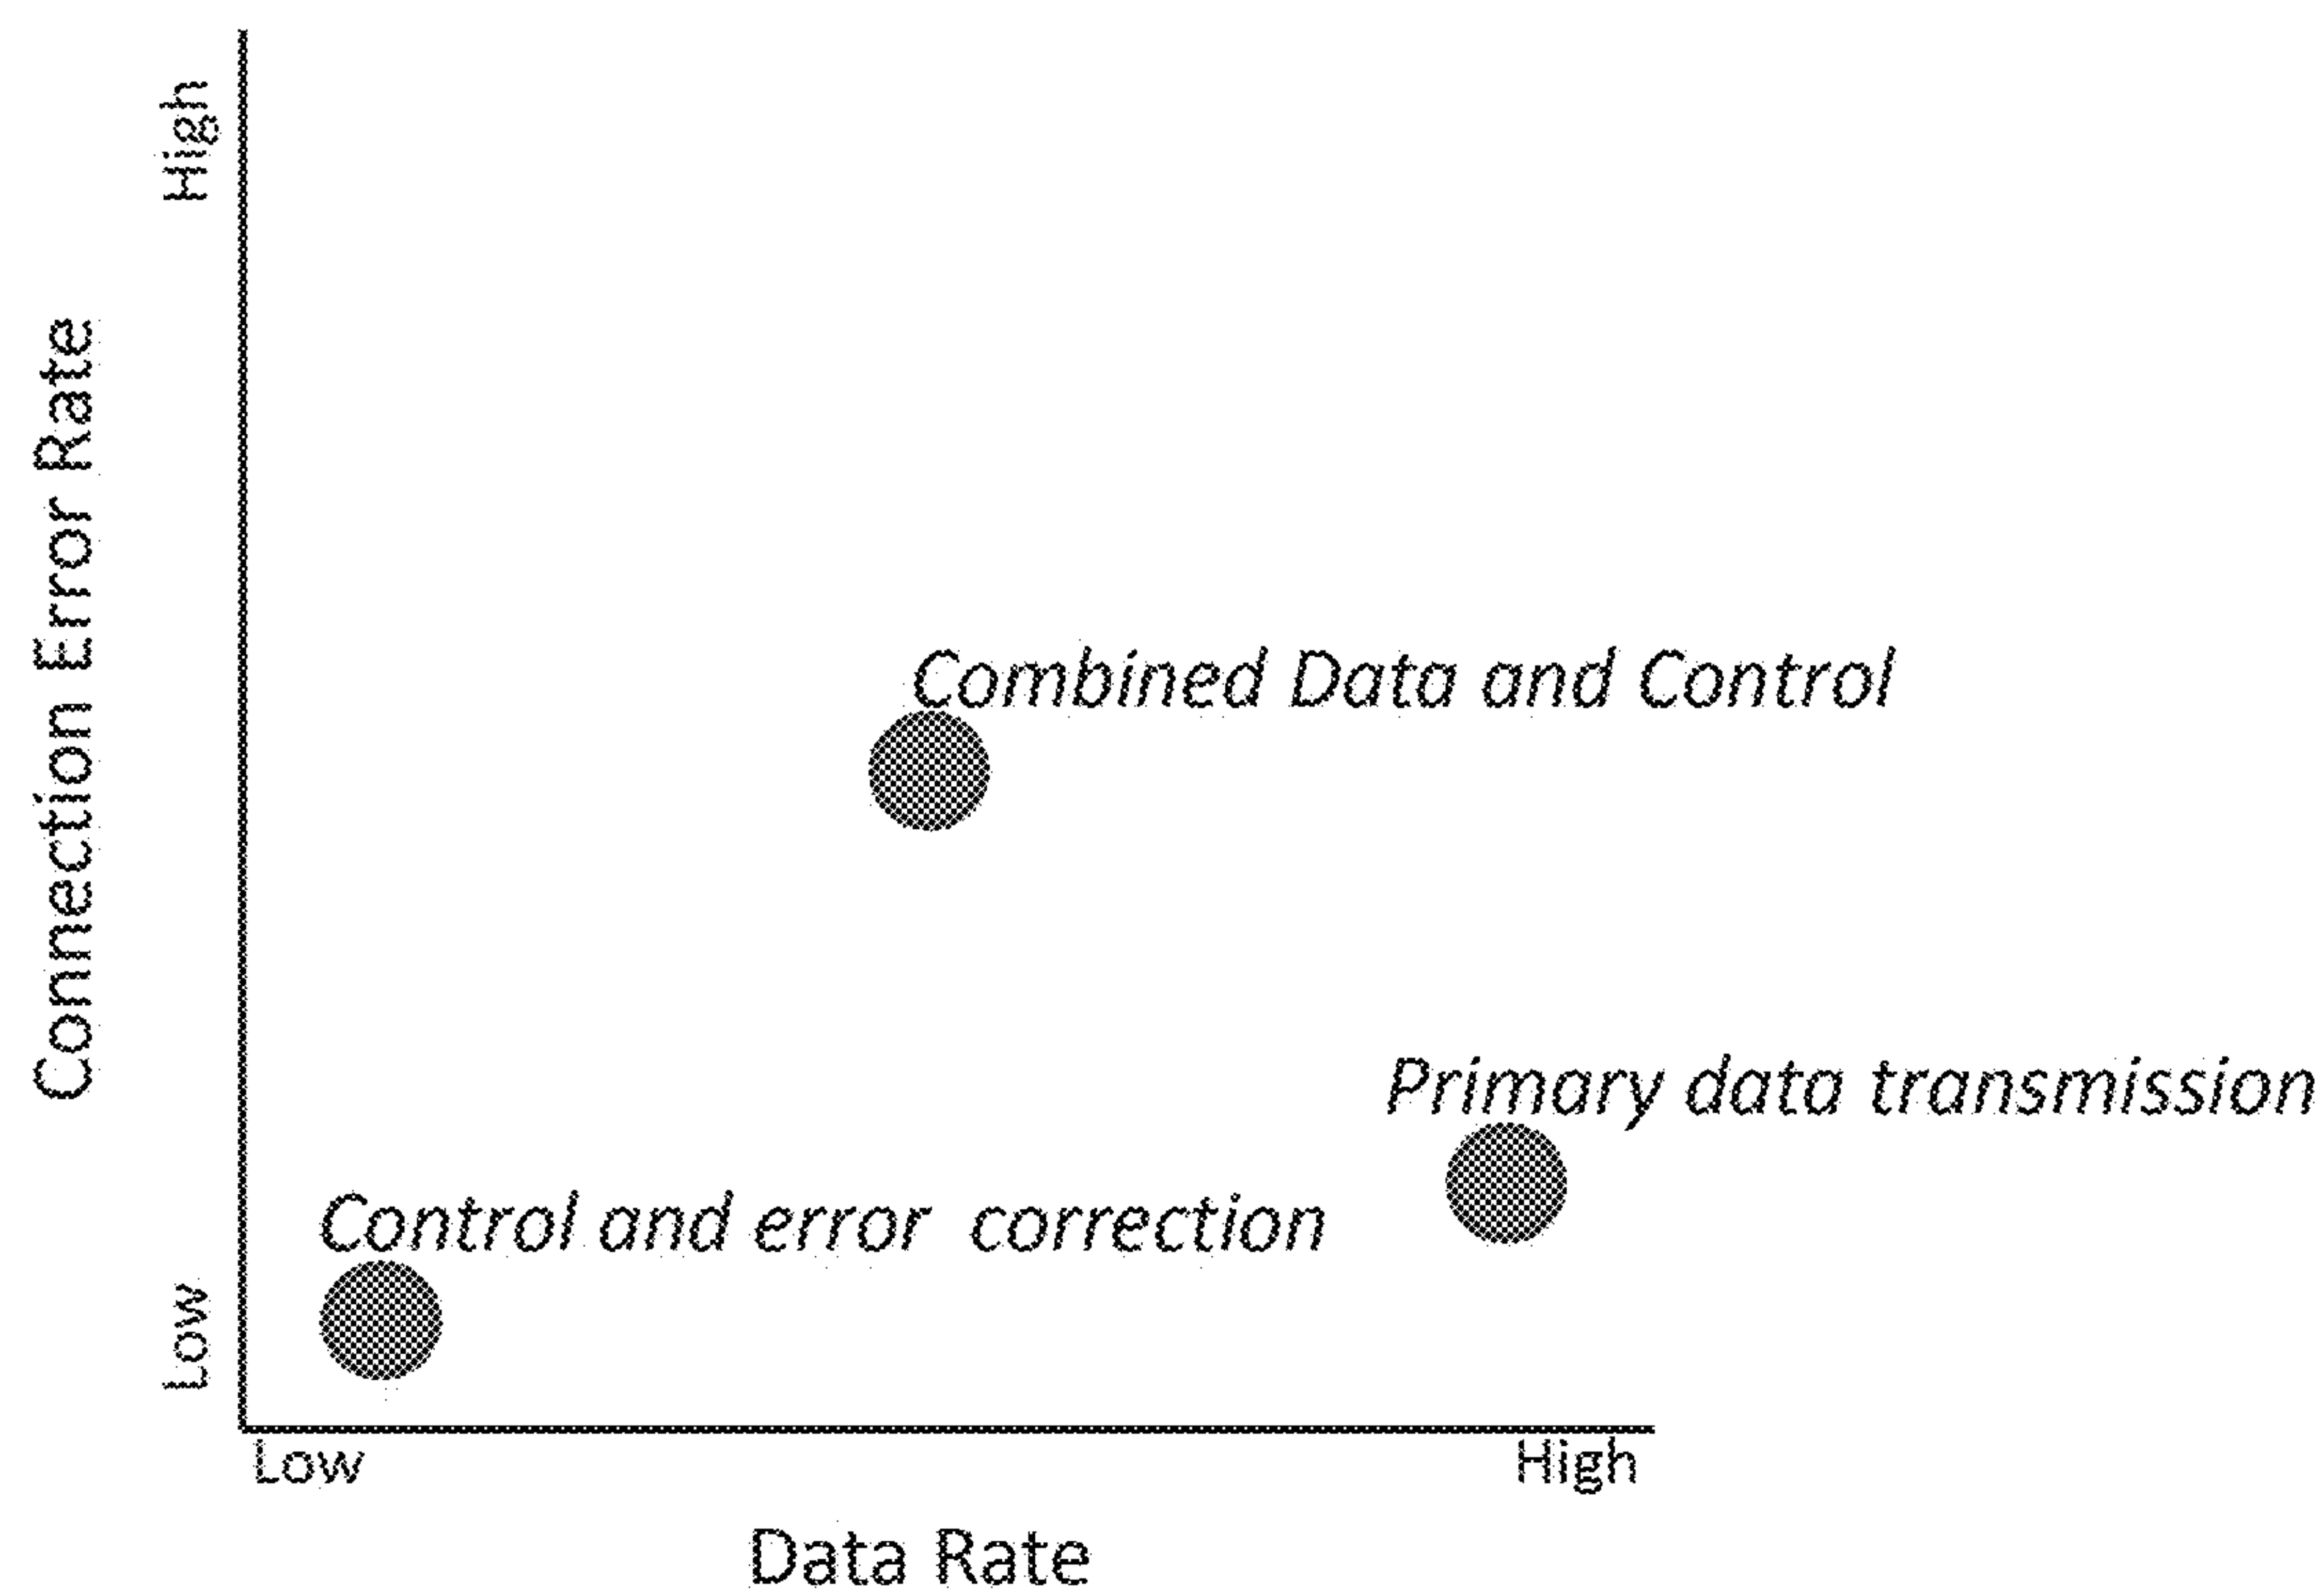 High
Connection Error Rate
Combined Data and Control
Primary data transmission
Control and error correction
Low
Low
High
Data Rate